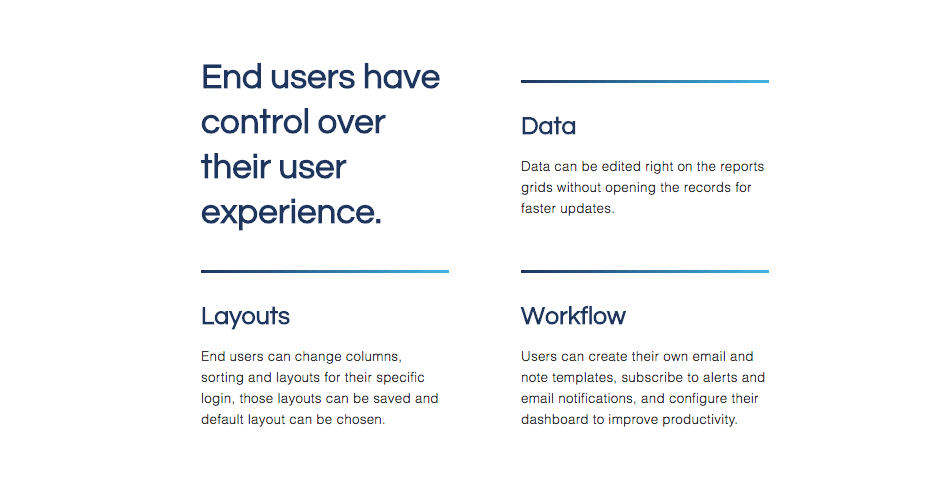 End users have
control over
their user
experience.
Data
Data can be edited right on the reports
grids without opening the records for
faster updates.
Layouts
End users can change columns,
sorting and layouts for their specific
login, those layouts can be saved and
default layout can be chosen.
Workflow
Users can create their own email and
note templates, subscribe to alerts and
email notifications, and configure their
dashboard to improve productivity.